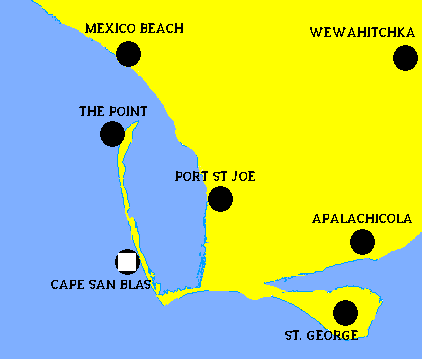 MEXICO BEACH
WEWAHITCHKA
THE POINT
PORT ST JOE
APALACHICOLA
CAPE SAN BLAS
ST. GEORGE